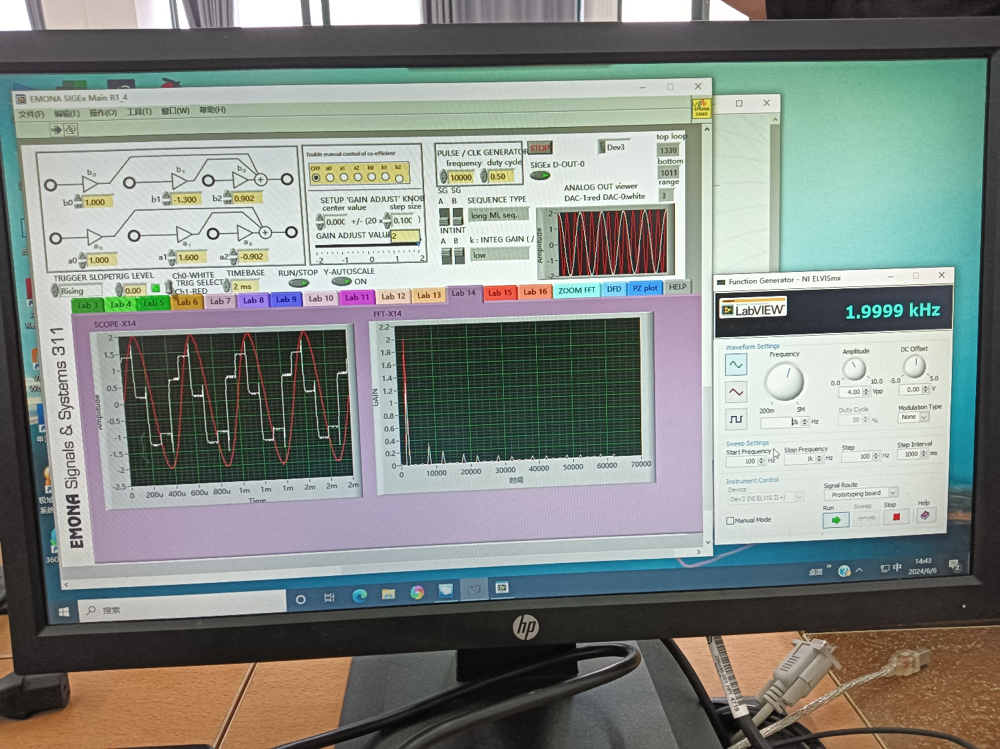 EMONA SIGEx Main R1_4
文件(F) 编辑(E) 操作(O) 工具(T) 窗口(W) 帮助(H)
EMONA
SIGEX
b0
b1
b2
b0 1.000
b1 -1.300
b2 0.902
a0
a1
a2
a0 1.000
a1 1.600
a2 -0.902
Enable manual control of co-efficient
OFF a0 a1 a2 b0 b1 b2
SETUP 'GAIN ADJUST' KNOB
center value
step size
0.00 +/- (20 x 0.10 )
GAIN ADJUST VALUE 2
-2 -1 0 1 2
PULSE / CLK GENERATOR
frequency duty cycle
10000 0.50
STOP
SIGEx D-OUT-0
Dev3
top loop
1339
bottom
1011
range
3
SG SG
A B
SEQUENCE TYPE
long ML seq.
INT INT
A B
k : INTEG GAIN ( /
low
ANALOG OUT viewer
DAC-1:red DAC-0:white
Amplitude
2
1
0
-1
-2
TRIGGER SLOPE
Rising
TRIG LEVEL
0.00
Ch0-WHITE
TRIG SELECT
Ch1-RED
TIMEBASE
2 ms
RUN/STOP
Y-AUTOSCALE
ON
Lab 3 Lab 4 Lab 5 Lab 6 Lab 7 Lab 8 Lab 9 Lab 10 Lab 11 Lab 12 Lab 13 Lab 14 Lab 15 Lab 16 ZOOM FFT DFD PZ plot HELP
EMONA Signals & Systems 311
SCOPE-X14
Amplitude
2
1.5
1
0.5
0
-0.5
-1
-1.5
-2
-2.5
0 200u 400u 600u 800u 1m 1m 1m 2m 2m 2m
Time
FFT-X14
GAIN
2.2
2
1.8
1.6
1.4
1.2
1
0.8
0.6
0.4
0.2
0
0 10000 20000 30000 40000 50000 60000 70000
时间
Function Generator - NI ELVISmx
LabVIEW
1.9999 kHz
Waveform Settings
Frequency
200m 5M
2k Hz
Amplitude
0.0 10.0
4.00 Vpp
DC Offset
-5.0 5.0
0.00 V
Duty Cycle
50 %
Modulation Type
None
Sweep Settings
Start Frequency
100 Hz
Stop Frequency
1k Hz
Step
100 Hz
Step Interval
1000 ms
Instrument Control
Device
Dev3 (NI ELVIS II+)
Signal Route
Prototyping board
Manual Mode
Run Sweep Stop Help
搜索
桌面
中
14:43
2024/6/6
2
hp